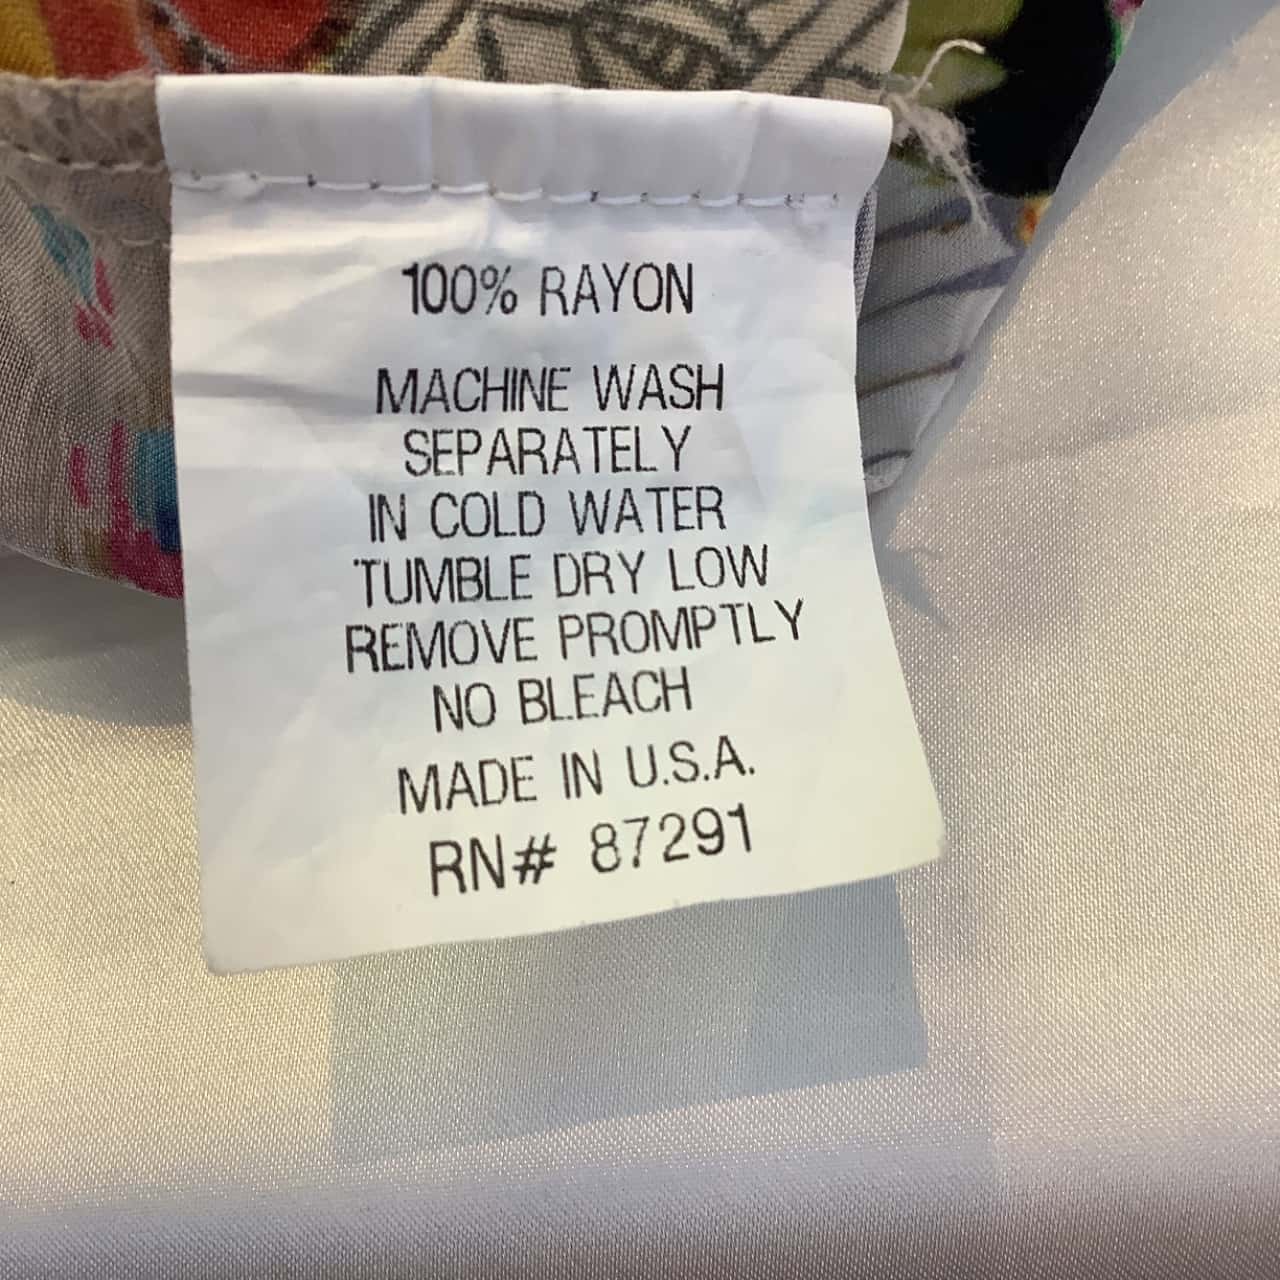 100% RAYON
MACHINE WASH
SEPARATELY
IN COLD WATER
TUMBLE DRY LOW
REMOVE PROMPTLY
NO BLEACH
MADE IN U.S.A.
RN# 87291